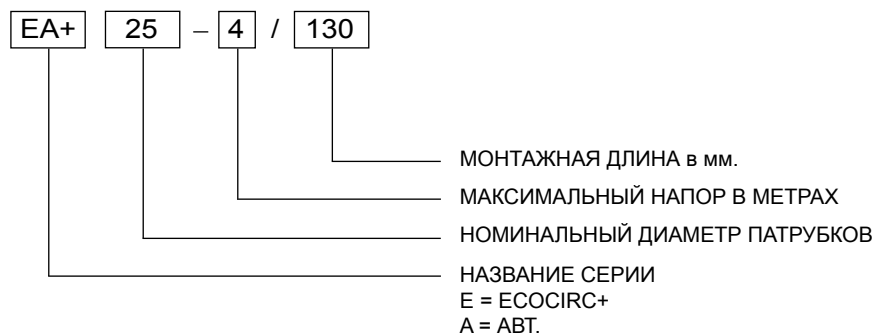 EA+ 25 – 4 / 130
МОНТАЖНАЯ ДЛИНА в мм.
МАКСИМАЛЬНЫЙ НАПОР В МЕТРАХ
НОМИНАЛЬНЫЙ ДИАМЕТР ПАТРУБКОВ
НАЗВАНИЕ СЕРИИ
E = ECOCIRC+
A = АВТ.